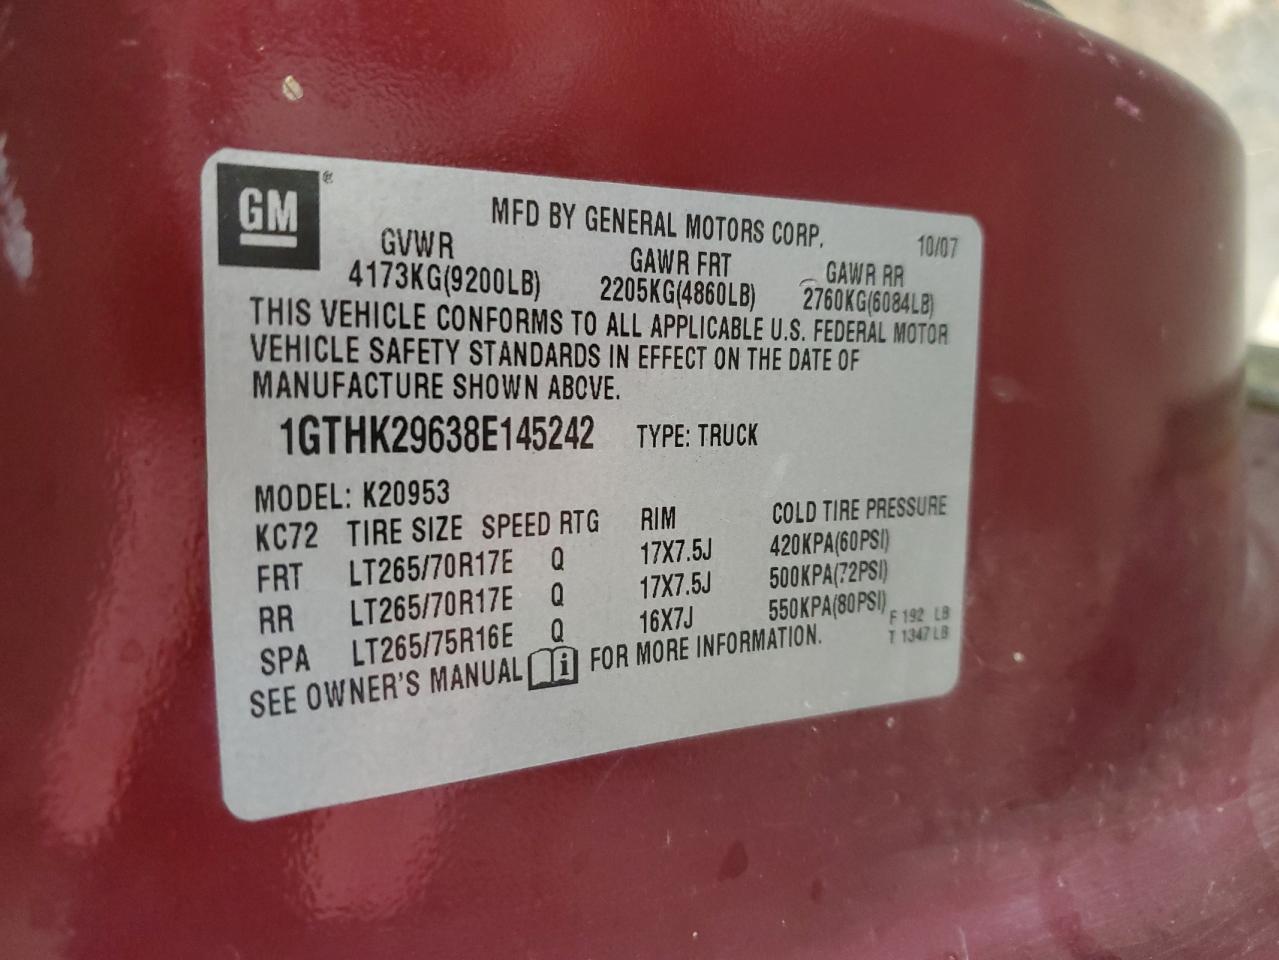 GM ®
MFD BY GENERAL MOTORS CORP. 10/07
GVWR GAWR FRT GAWR RR
4173KG(9200LB) 2205KG(4860LB) 2760KG(6084LB)
THIS VEHICLE CONFORMS TO ALL APPLICABLE U.S. FEDERAL MOTOR
VEHICLE SAFETY STANDARDS IN EFFECT ON THE DATE OF
MANUFACTURE SHOWN ABOVE.
1GTHK29638E145242 TYPE: TRUCK
MODEL: K20953
KC72 TIRE SIZE SPEED RTG RIM COLD TIRE PRESSURE
FRT LT265/70R17E Q 17X7.5J 420KPA(60PSI)
RR LT265/70R17E Q 17X7.5J 500KPA(72PSI)
SPA LT265/75R16E Q 16X7J 550KPA(80PSI) F 192 LB
T 1347 LB
SEE OWNER'S MANUAL i FOR MORE INFORMATION.